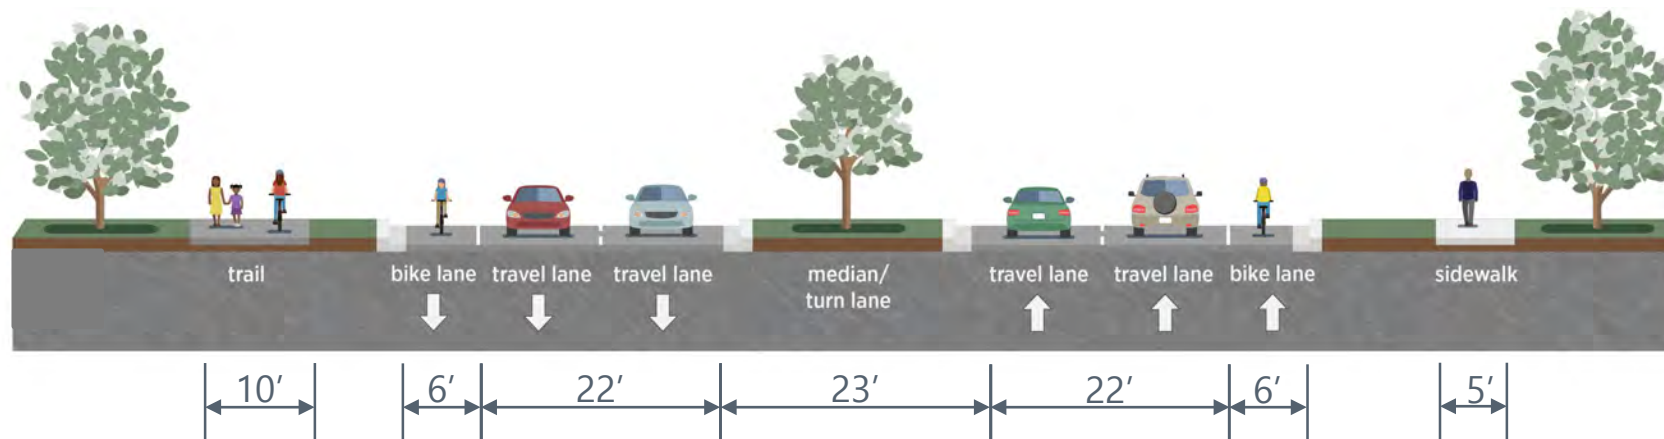 trail
bike lane
travel lane
travel lane
median/
turn lane
travel lane
travel lane
bike lane
sidewalk
10’
6’
22’
23’
22’
6’
5’